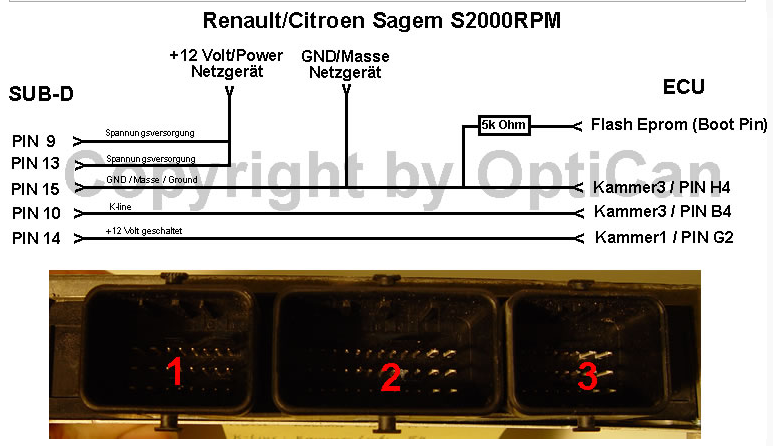 Renault/Citroen Sagem S2000RPM
+12 Volt/Power
Netzgerät
GND/Masse
Netzgerät
SUB-D
ECU
5k Ohm
Flash Eprom (Boot Pin)
PIN 9
Spannungsversorgung
PIN 13
Spannungsversorgung
Copyright by OptiCan
PIN 15
GND / Masse / Ground
Kammer3 / PIN H4
PIN 10
K-line
Kammer3 / PIN B4
PIN 14
+12 Volt geschaltet
Kammer1 / PIN G2
1
2
3